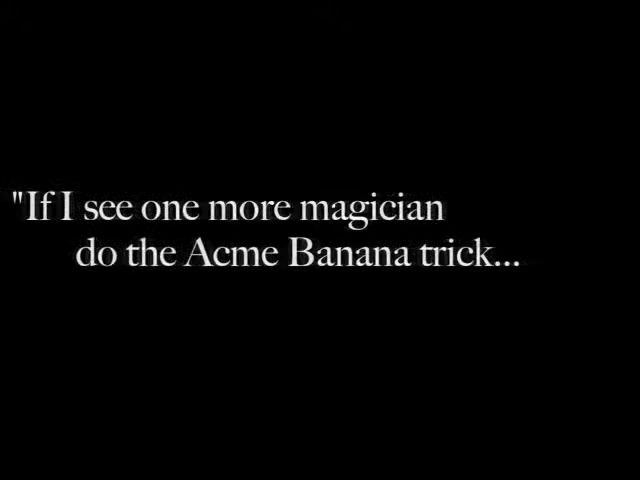 "If I see one more magician
do the Acme Banana trick...